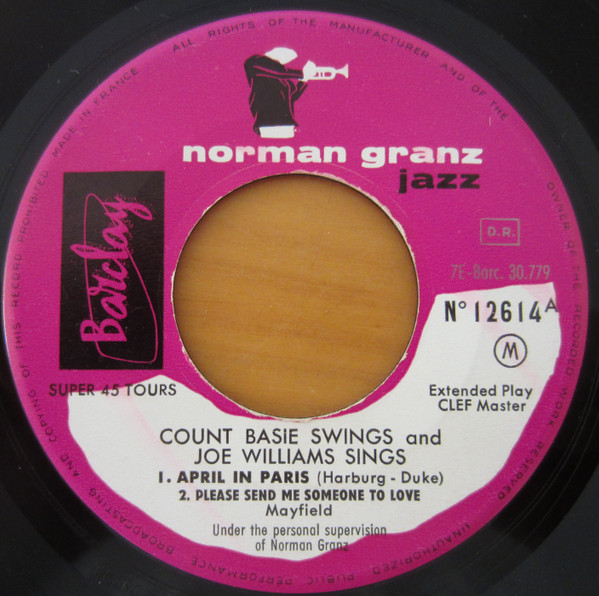 MADE IN FRANCE ALL RIGHTS OF THE MANUFACTURER AND OF THE OWNER OF THE RECORDED WORK RESERVED UNAUTHORIZED PUBLIC PERFORMANCE BROADCASTING AND COPYING OF THIS RECORD PROHIBITED
norman granz
jazz
Barclay
D.R.
7E-Barc. 30.779
N° 12614 A
M
SUPER 45 TOURS
Extended Play
CLEF Master
COUNT BASIE SWINGS and
JOE WILLIAMS SINGS
1. APRIL IN PARIS (Harburg - Duke)
2. PLEASE SEND ME SOMEONE TO LOVE
Mayfield
Under the personal supervision
of Norman Granz